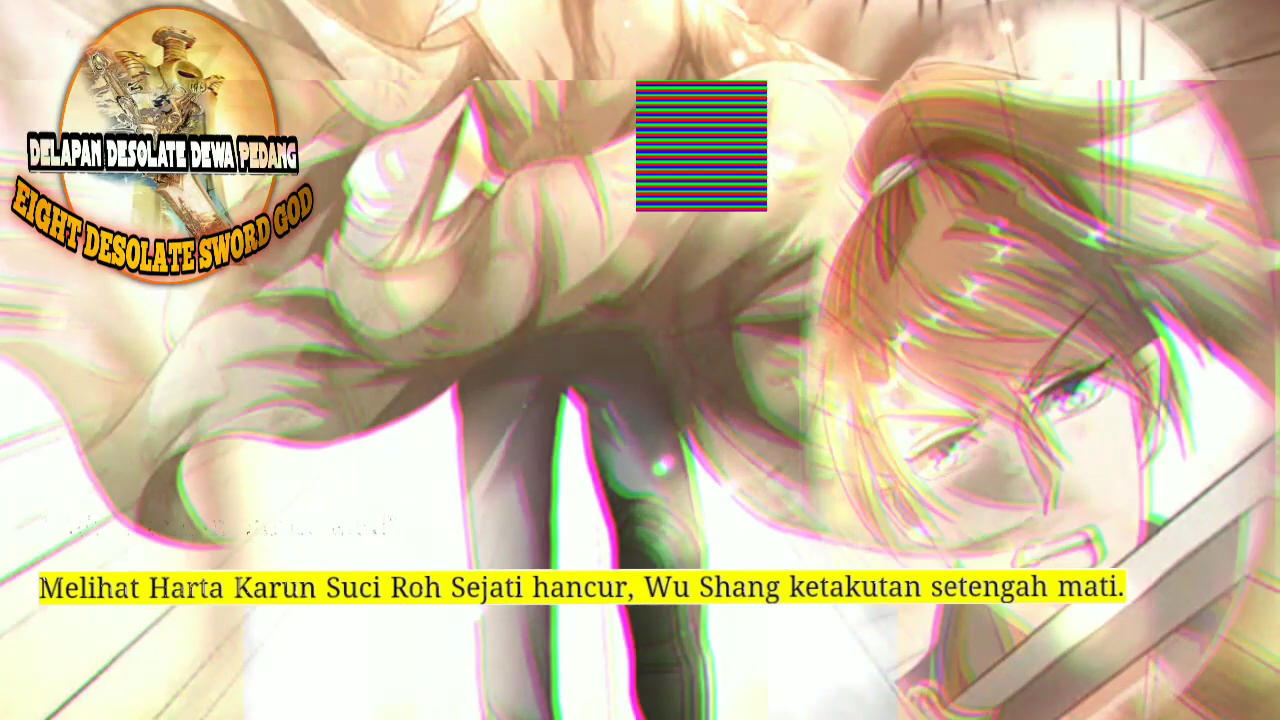 DELAPAN DESOLATE DEWA PEDANG
EIGHT DESOLATE SWORD GOD
Melihat Harta Karun Suci Roh Sejati hancur, Wu Shang ketakutan setengah mati.